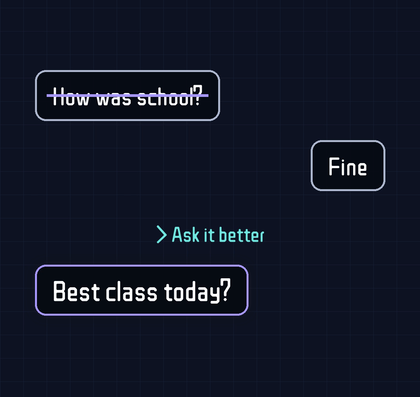 How was school?
Fine
> Ask it better
Best class today?